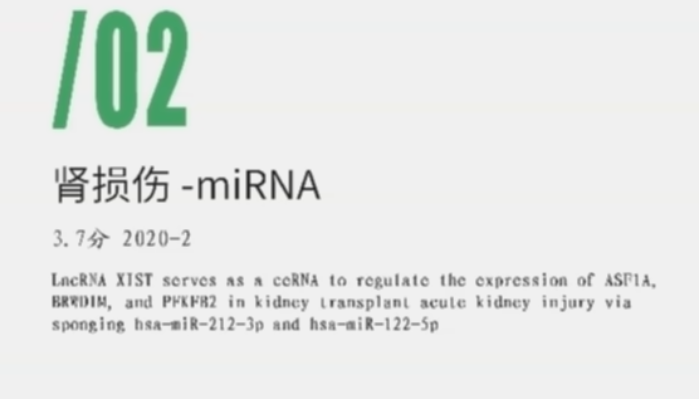 /02
肾损伤 -miRNA
3.7分 2020-2
LncRNA XIST serves as a ceRNA to regulate the expression of ASF1A,
BRWD1M, and PFKFB2 in kidney transplant acute kidney injury via
sponging hsa-miR-212-3p and hsa-miR-122-5p